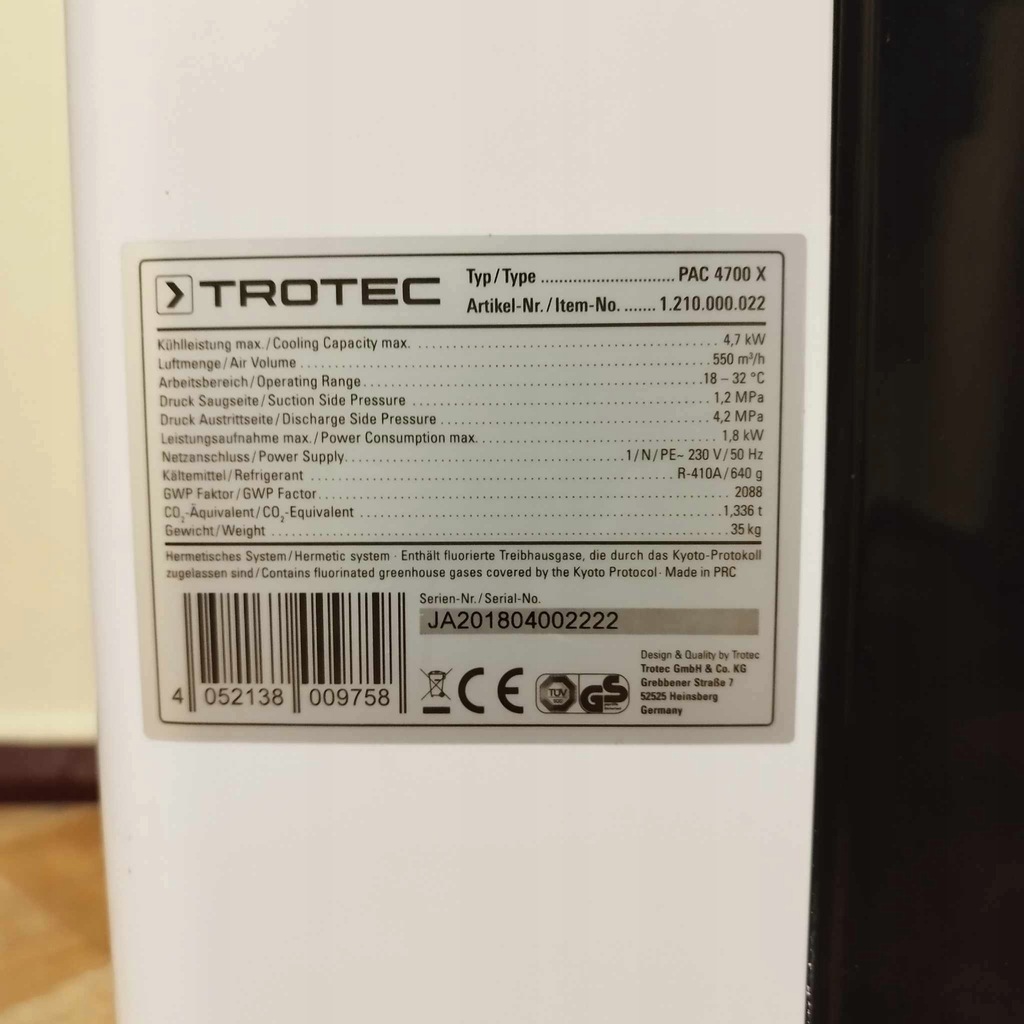 TROTEC
Typ/Type ............................ PAC 4700 X
Artikel-Nr./Item-No. ....... 1.210.000.022
Kühlleistung max./Cooling Capacity max. ............ 4,7 kW
Luftmenge/Air Volume ............ 550 m³/h
Arbeitsbereich/Operating Range ............ 18 – 32 °C
Druck Saugseite/Suction Side Pressure ............ 1,2 MPa
Druck Austrittseite/Discharge Side Pressure ............ 4,2 MPa
Leistungsaufnahme max./Power Consumption max. ............ 1,8 kW
Netzanschluss/Power Supply ............ 1/N/PE~ 230 V/50 Hz
Kältemittel/Refrigerant ............ R-410A/640 g
GWP Faktor/GWP Factor ............ 2088
CO₂-Äquivalent/CO₂-Equivalent ............ 1,336 t
Gewicht/Weight ............ 35 kg
Hermetisches System/Hermetic system · Enthält fluorierte Treibhausgase, die durch das Kyoto-Protokoll
zugelassen sind/Contains fluorinated greenhouse gases covered by the Kyoto Protocol · Made in PRC
Serien-Nr./Serial-No.
JA201804002222
4 052138 009758
CE
TÜV
GS
Design & Quality by Trotec
Trotec GmbH & Co. KG
Grebbener Straße 7
52525 Heinsberg
Germany